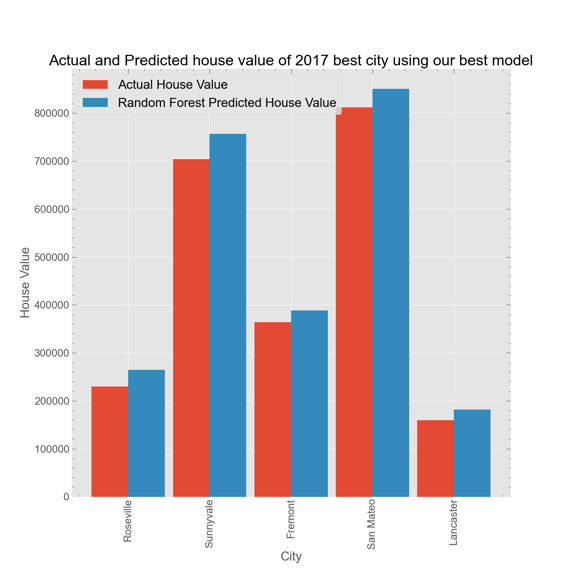 Actual and Predicted house value of 2017 best city using our best model
Actual House Value
Random Forest Predicted House Value
House Value
800000
700000
600000
500000
400000
300000
200000
100000
0
Roseville
Sunnyvale
Fremont
San Mateo
Lancaster
City